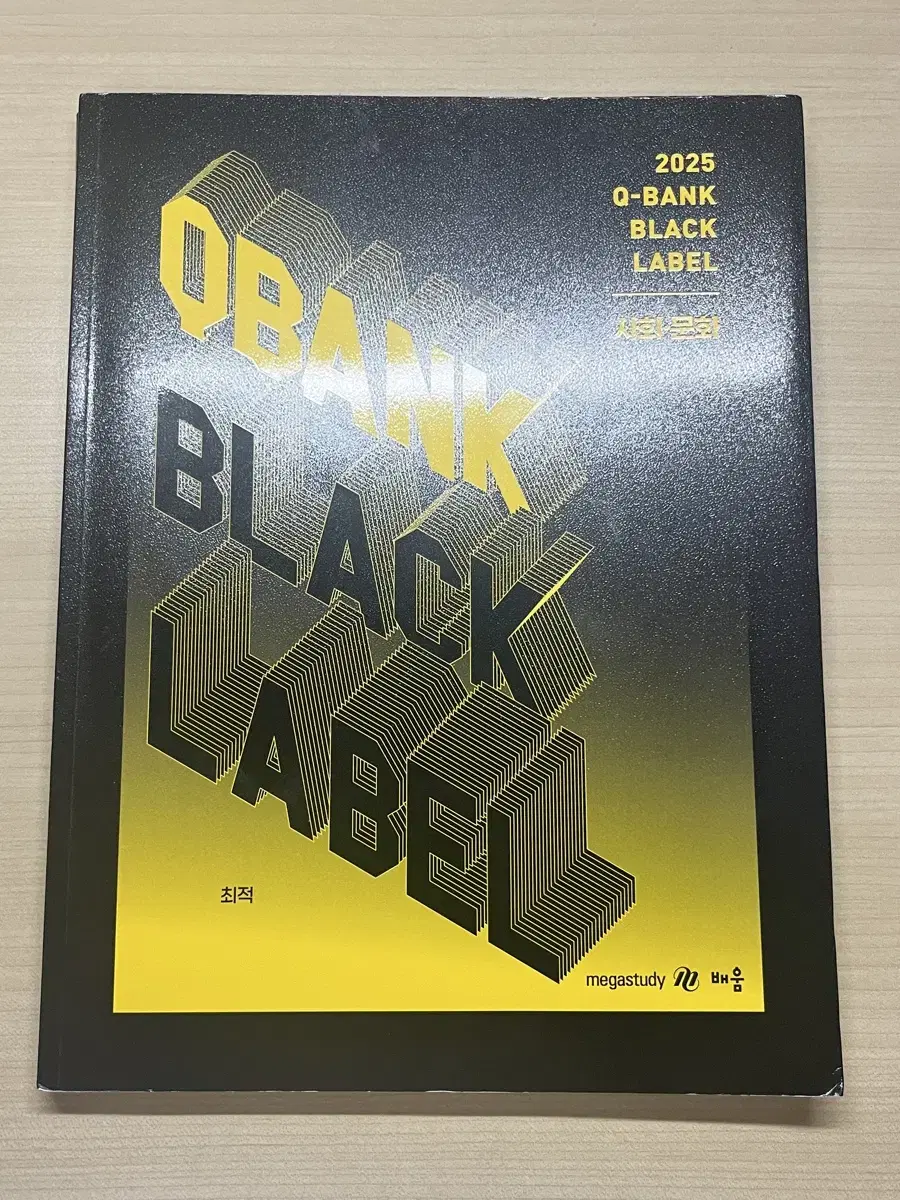 2025
Q-BANK
BLACK
LABEL
사회·문화
QBANK
BLACK
LABEL
최적
megastudy 배움